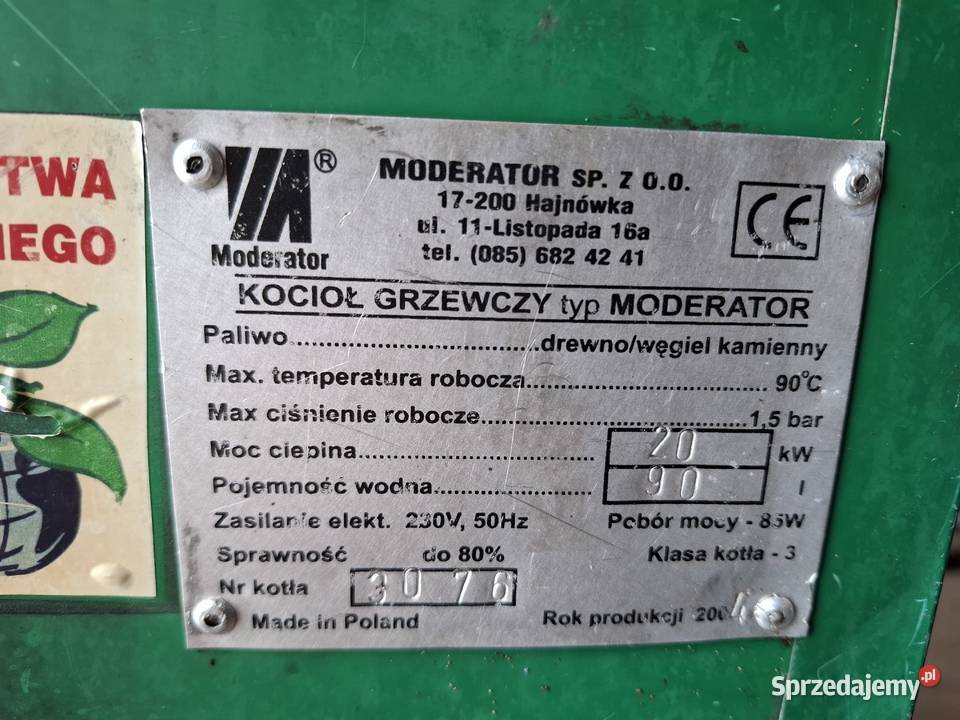 TWA
IEGO
®
Moderator
MODERATOR SP. Z O.O.
17-200 Hajnówka
ul. 11-Listopada 16a
tel. (085) 682 42 41
CE
KOCIOŁ GRZEWCZY typ MODERATOR
Paliwo..............................drewno/węgiel kamienny
Max. temperatura robocza.............................. 90°C
Max ciśnienie robocze.................................1,5 bar
Moc cieplna.............................. 20 kW
Pojemność wodna.................... 90 l
Zasilanie elekt. 230V, 50Hz Pobór mocy - 85W
Sprawność do 80% Klasa kotła - 3
Nr kotła 3076
Made in Poland Rok produkcji 2004
Sprzedajemy.pl